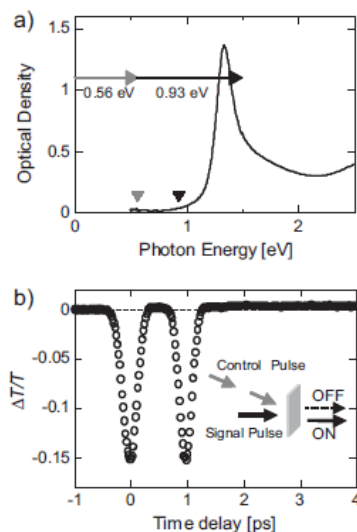 a)
1.5
1
0.5
0
Optical Density
0.56 eV
0.93 eV
0
1
2
Photon Energy [eV]
b)
0
-0.05
-0.1
-0.15
ΔT/T
Control Pulse
Signal Pulse
OFF
ON
-1
0
1
2
3
4
Time delay [ps]